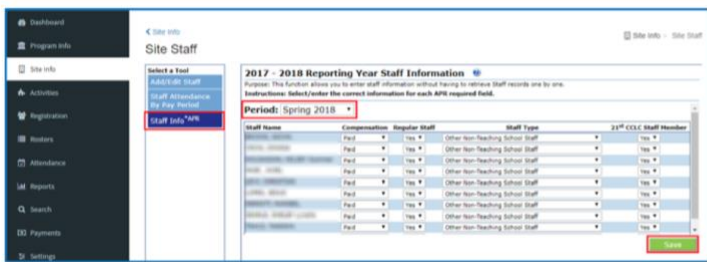 Dashboard
Program Info
Site Info
Activities
Registration
Rosters
Attendance
Reports
Search
Payments
Settings
Site Info
Site Info - Site Staff
Site Staff
Select a Tool
Add/Edit Staff
Staff Attendance
By Pay Period
Staff Info *APR
2017 - 2018 Reporting Year Staff Information
Purpose: This function allows you to enter staff information without having to retrieve Staff records one by one.
Instructions: Select/enter the correct information for each APR required field.
Period: Spring 2018
Staff Name Compensation Regular Staff Staff Type 21st CCLC Staff Member
Paid Yes Other Non-Teaching School Staff Yes
Paid Yes Other Non-Teaching School Staff Yes
Paid Yes Other Non-Teaching School Staff Yes
Paid Yes Other Non-Teaching School Staff Yes
Paid Yes Other Non-Teaching School Staff Yes
Paid Yes Other Non-Teaching School Staff Yes
Paid Yes Other Non-Teaching School Staff Yes
Paid Yes Other Non-Teaching School Staff Yes
Paid Yes Other Non-Teaching School Staff Yes
Save